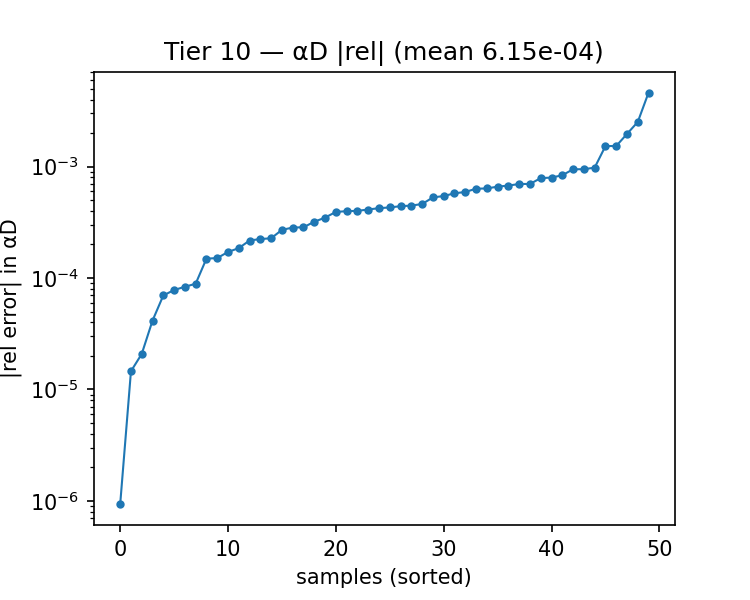 Tier 10 — αD |rel| (mean 6.15e-04)
|rel error| in αD
10⁻³
10⁻⁴
10⁻⁵
10⁻⁶
0 10 20 30 40 50
samples (sorted)